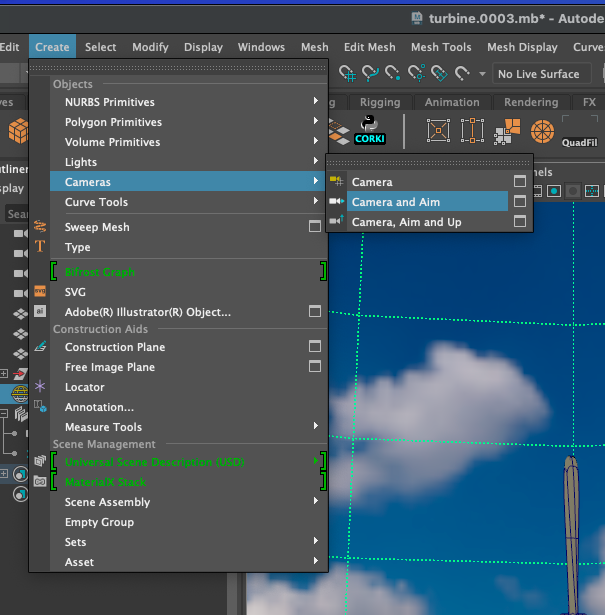 turbine.0003.mb* - Autode
Edit Create Select Modify Display Windows Mesh Edit Mesh Mesh Tools Mesh Display Curve
No Live Surface
Rigging Animation Rendering FX
CORKI
QuadFil
Objects
NURBS Primitives
Polygon Primitives
Volume Primitives
Lights
Cameras
Curve Tools
Sweep Mesh
Type
Bifrost Graph
SVG
Adobe(R) Illustrator(R) Object...
Construction Aids
Construction Plane
Free Image Plane
Locator
Annotation...
Measure Tools
Scene Management
Universal Scene Description (USD)
MaterialX Stack
Scene Assembly
Empty Group
Sets
Asset
Camera
Camera and Aim
Camera, Aim and Up
nels
utliner
splay
Sea